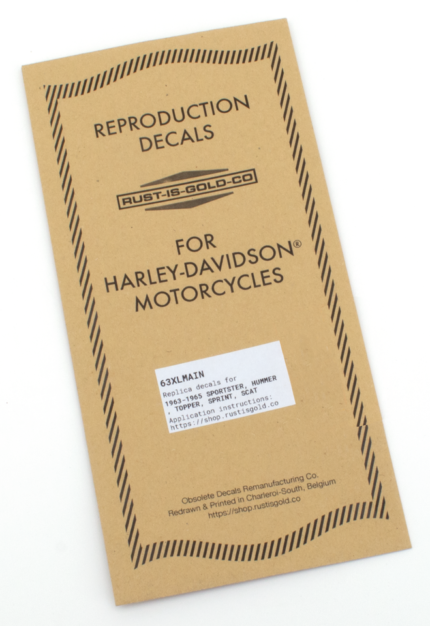 REPRODUCTION
DECALS
RUST-IS-GOLD-CO
FOR
HARLEY-DAVIDSON®
MOTORCYCLES
63XLMAIN
Replica decals for
1963-1965 SPORTSTER, HUMMER
, TOPPER, SPRINT, SCAT
Application instructions:
https://shop.rustisgold.co
Obsolete Decals Remanufacturing Co.
Redrawn & Printed in Charleroi-South, Belgium
https://shop.rustisgold.co